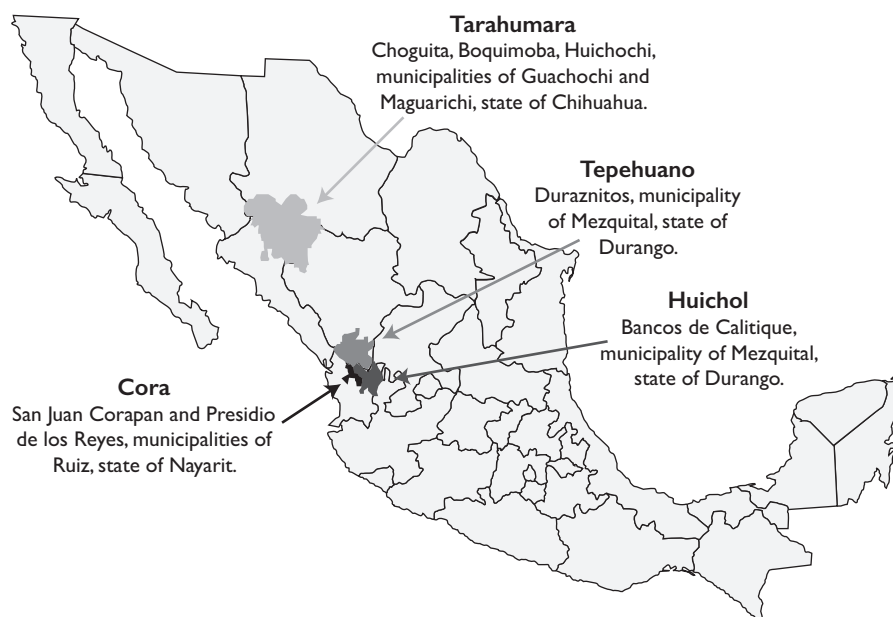 Tarahumara
Choguita, Boquimoba, Huichochi,
municipalities of Guachochi and
Maguarichi, state of Chihuahua.
Tepehuano
Duraznitos, municipality
of Mezquital, state of
Durango.
Huichol
Bancos de Calitique,
municipality of Mezquital,
state of Durango.
Cora
San Juan Corapan and Presidio
de los Reyes, municipalities of
Ruiz, state of Nayarit.